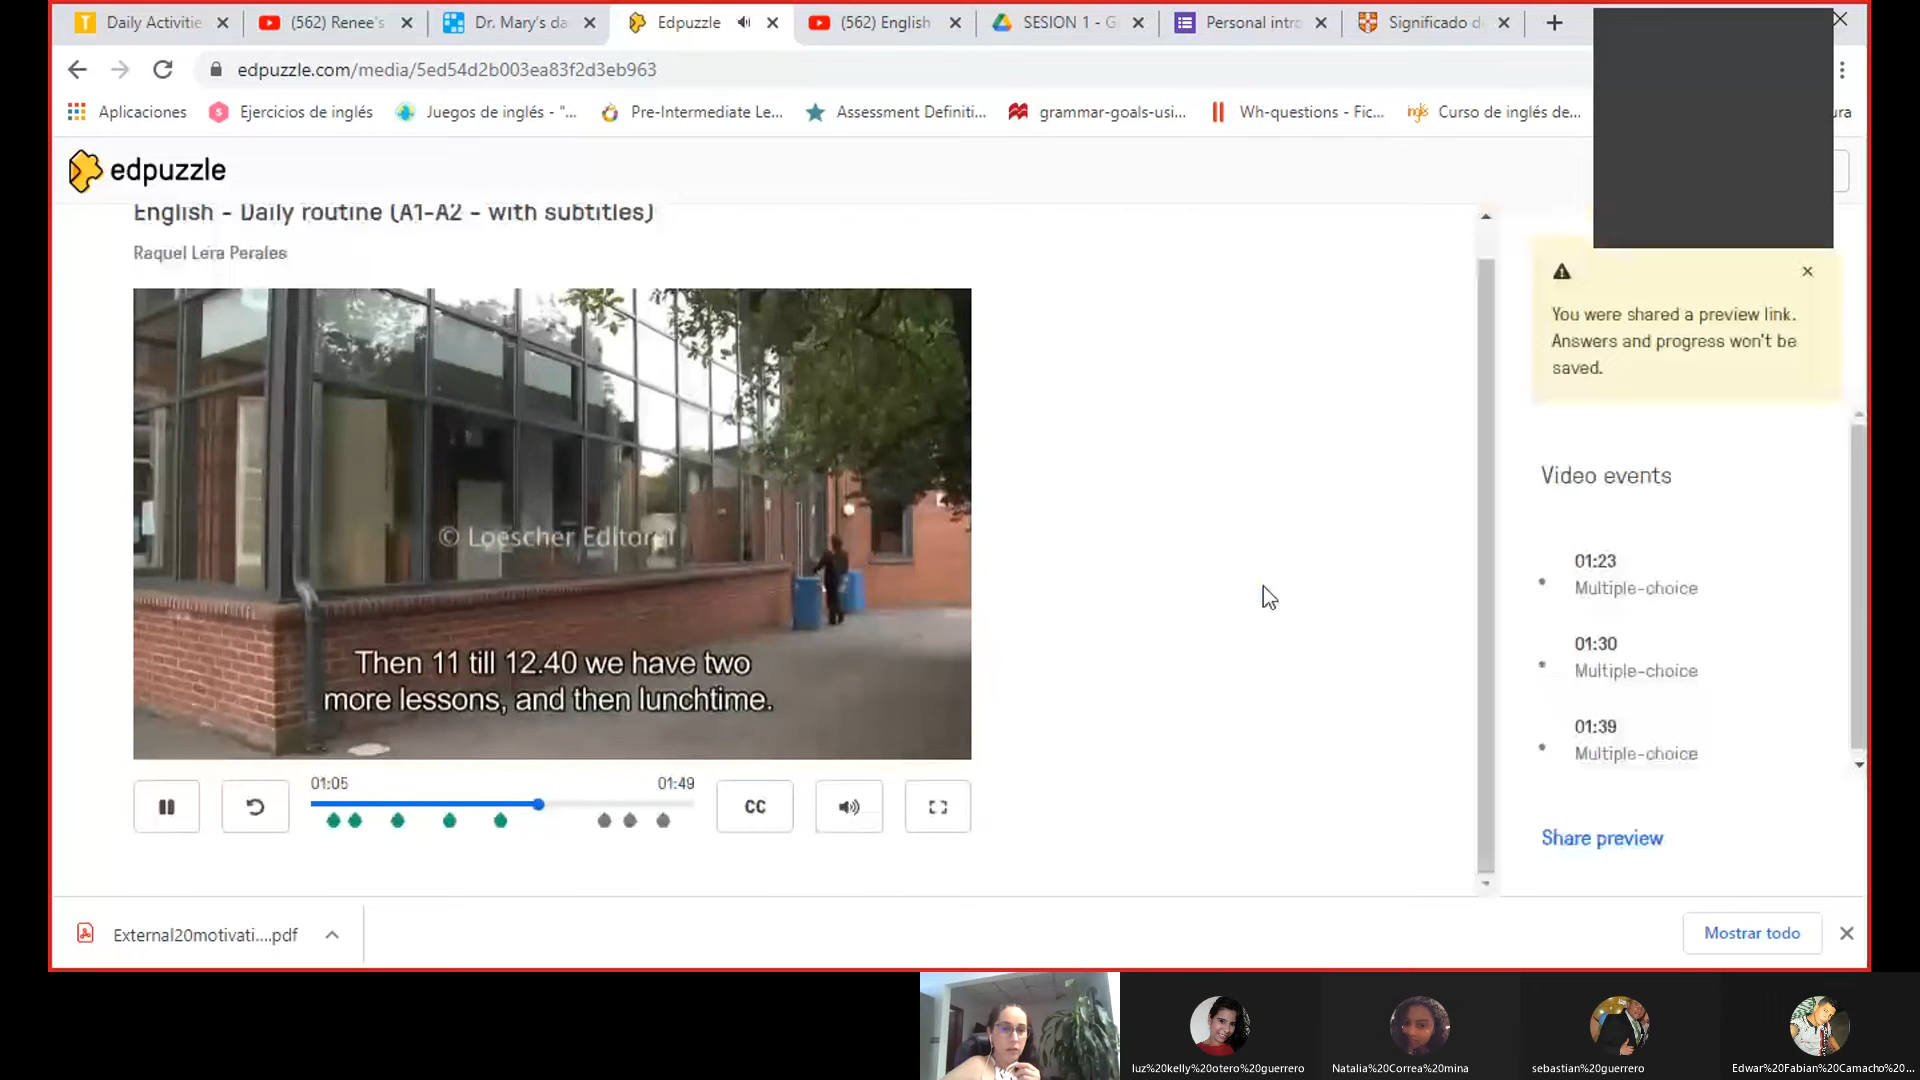 Daily Activitie
(562) Renee's
Dr. Mary's da
Edpuzzle
(562) English
SESION 1 - G
Personal intro
Significado d
edpuzzle.com/media/5ed54d2b003ea83f2d3eb963
Aplicaciones
Ejercicios de inglés
Juegos de inglés - "...
Pre-Intermediate Le...
Assessment Definiti...
grammar-goals-usi...
Wh-questions - Fic...
Curso de inglés de...
ura
edpuzzle
English - Daily routine (A1-A2 - with subtitles)
Raquel Lera Perales
© Loescher Editore
Then 11 till 12.40 we have two
more lessons, and then lunchtime.
01:05
01:49
CC
You were shared a preview link.
Answers and progress won't be
saved.
Video events
01:23
Multiple-choice
01:30
Multiple-choice
01:39
Multiple-choice
Share preview
External20motivati....pdf
Mostrar todo
luz%20kelly%20otero%20guerrero
Natalia%20Correa%20mina
sebastian%20guerrero
Edwar%20Fabian%20Camacho%20...